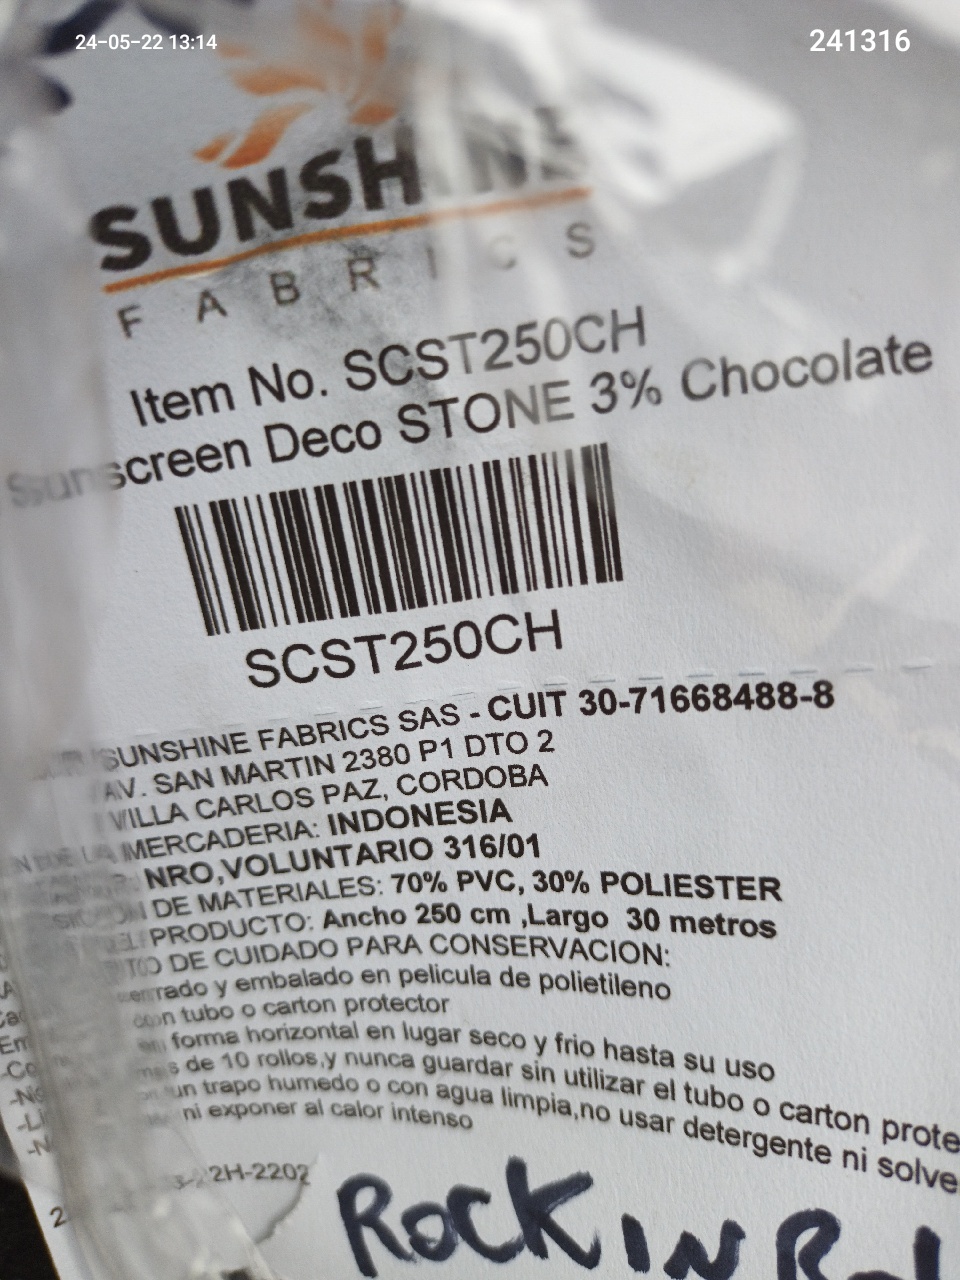 24-05-22 13:14
241316
SUNSHINE
FABRICS
Item No. SCST250CH
Sunscreen Deco STONE 3% Chocolate
SCST250CH
SUNSHINE FABRICS SAS - CUIT 30-71668488-8
AV. SAN MARTIN 2380 P1 DTO 2
VILLA CARLOS PAZ, CORDOBA
MERCADERIA: INDONESIA
NRO,VOLUNTARIO 316/01
DE MATERIALES: 70% PVC, 30% POLIESTER
PRODUCTO: Ancho 250 cm ,Largo 30 metros
DE CUIDADO PARA CONSERVACION:
y embalado en pelicula de polietileno
tubo o carton protector
forma horizontal en lugar seco y frio hasta su uso
de 10 rollos,y nunca guardar sin utilizar el tubo o carton prote
un trapo humedo o con agua limpia,no usar detergente ni solve
ni exponer al calor intenso
2H-2202
ROCK IN